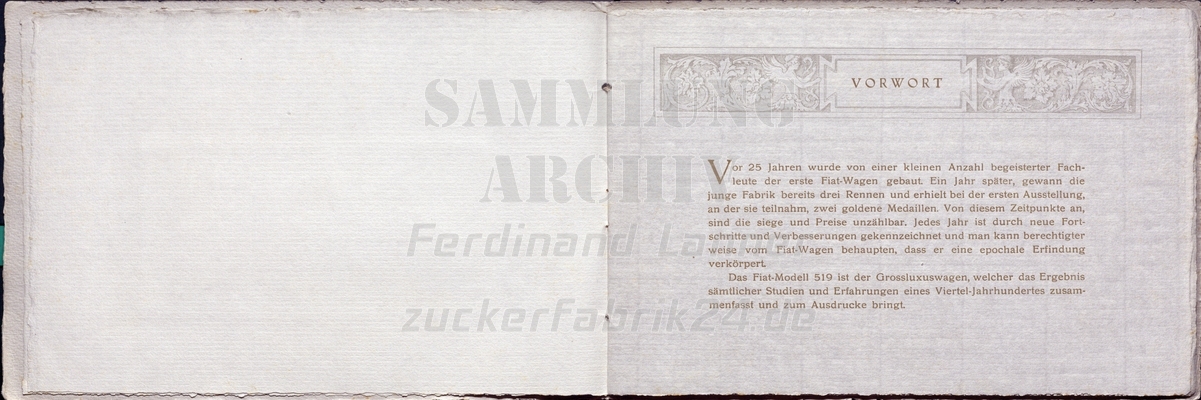 VORWORT
Vor 25 Jahren wurde von einer kleinen Anzahl begeisterter Fach-
leute der erste Fiat-Wagen gebaut. Ein Jahr später, gewann die
junge Fabrik bereits drei Rennen und erhielt bei der ersten Ausstellung,
an der sie teilnahm, zwei goldene Medaillen. Von diesem Zeitpunkte an,
sind die siege und Preise unzählbar. Jedes Jahr ist durch neue Fort-
schritte und Verbesserungen gekennzeichnet und man kann berechtigter
weise vom Fiat-Wagen behaupten, dass er eine epochale Erfindung
verkörpert.
Das Fiat-Modell 519 ist der Grossluxuswagen, welcher das Ergebnis
sämtlicher Studien und Erfahrungen eines Viertel-Jahrhundertes zusam-
menfasst und zum Ausdrucke bringt.
SAMMLUNG
ARCHIV
Ferdinand
zuckerfabrik24.de